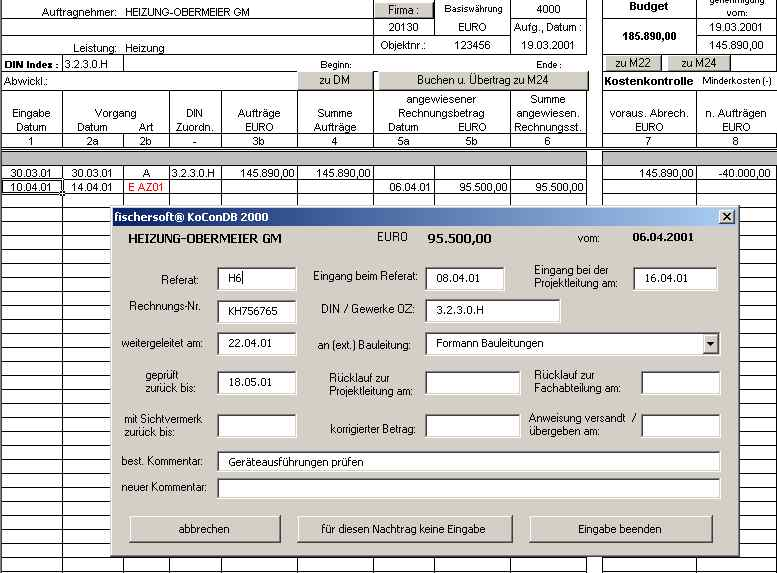 Auftragnehmer: HEIZUNG-OBERMEIER GM Firma : Basiswährung 4000 Budget vom:
20130 EURO Aufg., Datum : 185.890,00 19.03.2001
Leistung: Heizung Objektnr.: 123456 19.03.2001 145.890,00
DIN Index : 3.2.3.0.H Beginn: Ende : zu M22 zu M24
Abwickl.: zu DM Buchen u. Übertrag zu M24 Kostenkontrolle Minderkosten (-)
Eingabe Datum
Vorgang
Datum Art
DIN Zuordn.
Aufträge EURO
Summe Aufträge
angewiesener Rechnungsbetrag
Datum EURO
Summe angewiesen. Rechnungsst.
voraus. Abrech. EURO
n. Aufträgen EURO
1 2a 2b - 3b 4 5a 5b 6 7 8
30.03.01 30.03.01 A 3.2.3.0.H 145.890,00 145.890,00 145.890,00 -40.000,00
10.04.01 14.04.01 E AZ01 06.04.01 95.500,00 95.500,00
fischersoft® KoConDB 2000
HEIZUNG-OBERMEIER GM EURO 95.500,00 vom: 06.04.2001
Referat: H6 Eingang beim Referat: 08.04.01 Eingang bei der Projektleitung am: 16.04.01
Rechnungs-Nr. KH756765 DIN / Gewerke OZ: 3.2.3.0.H
weitergeleitet am: 22.04.01 an (ext.) Bauleitung: Formann Bauleitungen
geprüft zurück bis: 18.05.01 Rücklauf zur Projektleitung am: Rücklauf zur Fachabteilung am:
mit Sichtvermerk zurück bis: korrigierter Betrag: Anweisung versandt / übergeben am:
best. Kommentar: Geräteausführungen prüfen
neuer Kommentar:
abbrechen für diesen Nachtrag keine Eingabe Eingabe beenden